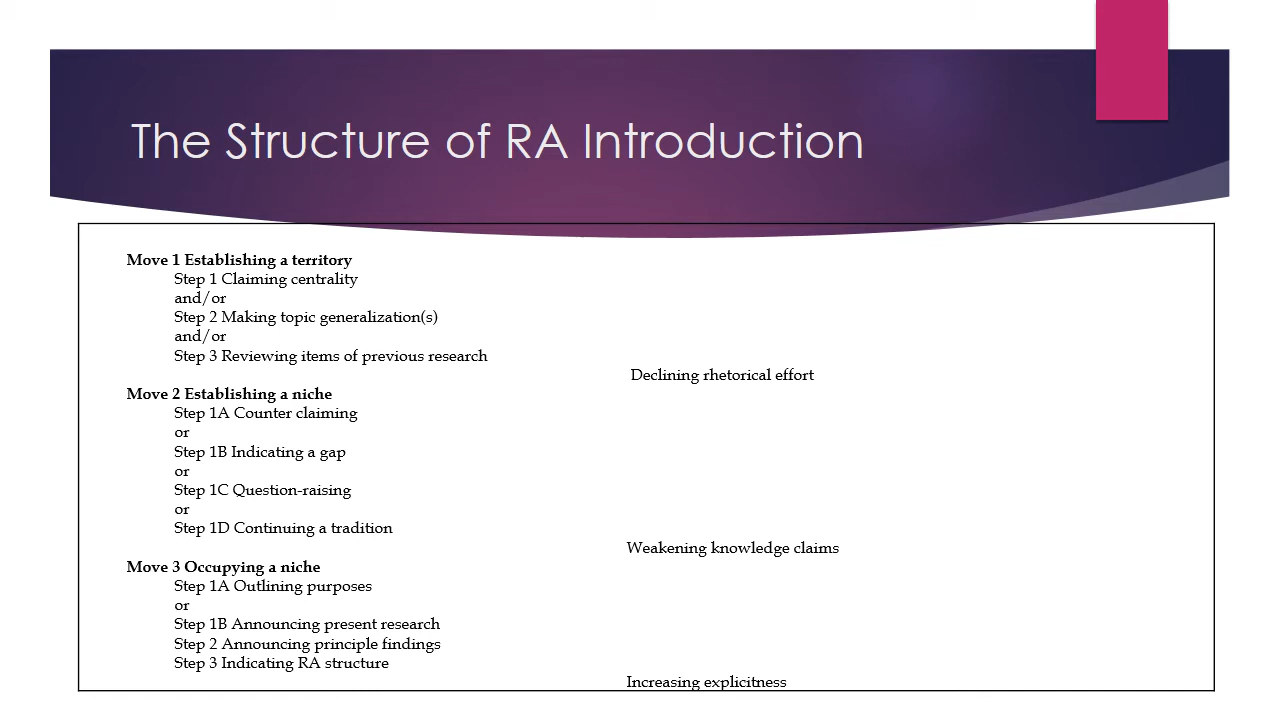 The Structure of RA Introduction
Move 1 Establishing a territory
Step 1 Claiming centrality
and/or
Step 2 Making topic generalization(s)
and/or
Step 3 Reviewing items of previous research
Declining rhetorical effort
Move 2 Establishing a niche
Step 1A Counter claiming
or
Step 1B Indicating a gap
or
Step 1C Question-raising
or
Step 1D Continuing a tradition
Weakening knowledge claims
Move 3 Occupying a niche
Step 1A Outlining purposes
or
Step 1B Announcing present research
Step 2 Announcing principle findings
Step 3 Indicating RA structure
Increasing explicitness